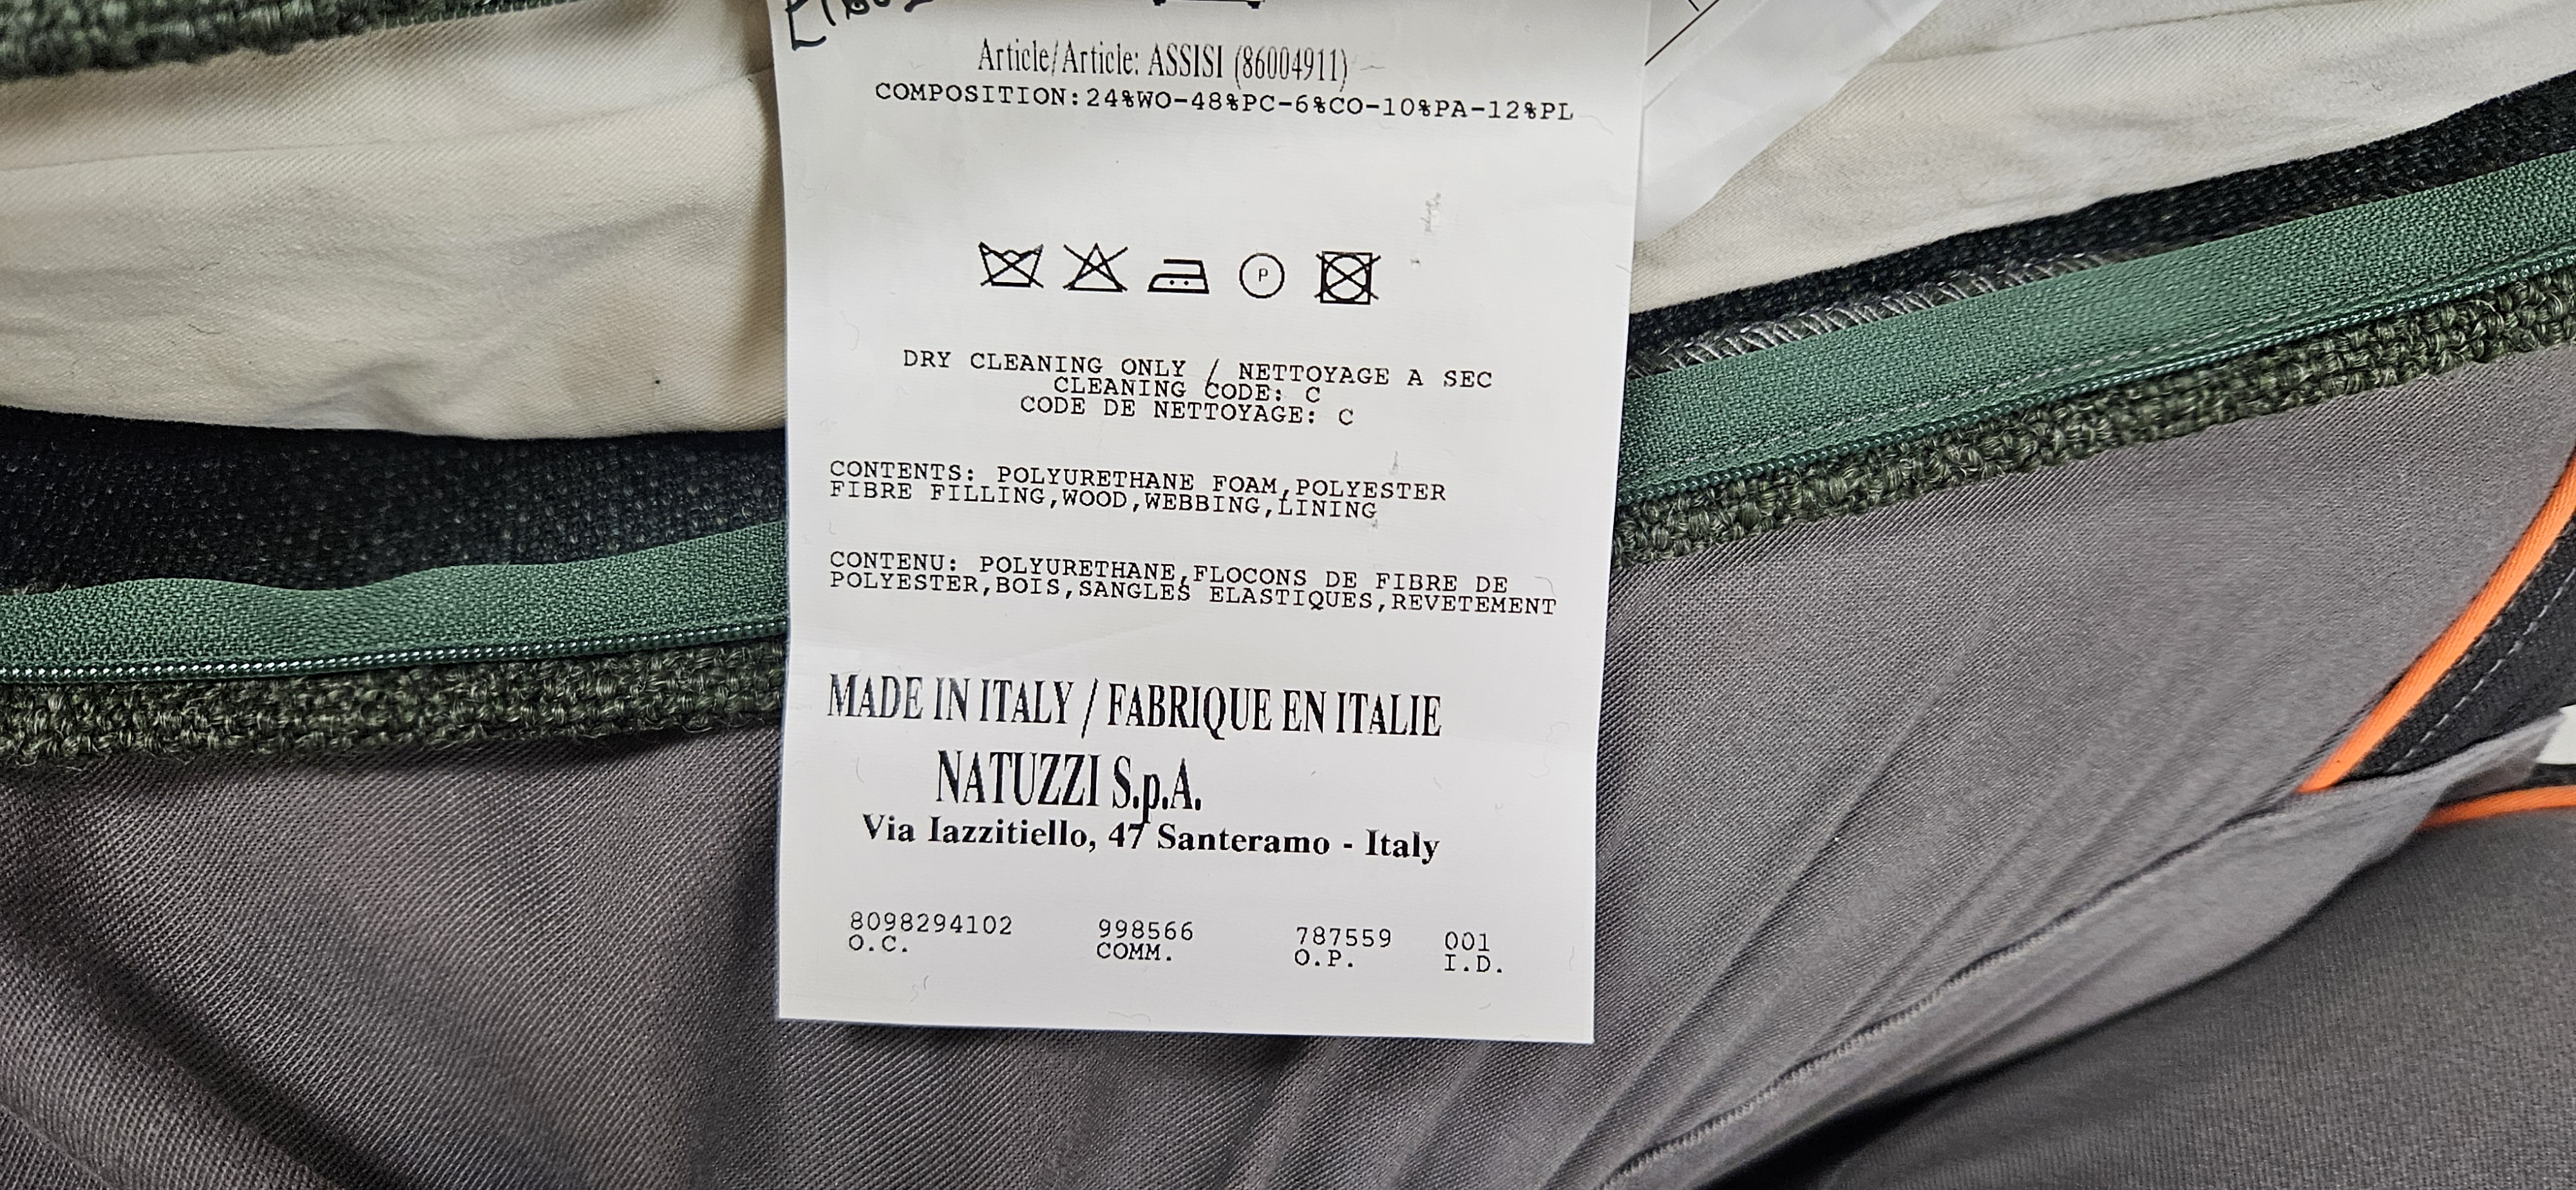 Article/Article: ASSISI (86004911)
COMPOSITION:24%WO-48%PC-6%CO-10%PA-12%PL
P
DRY CLEANING ONLY / NETTOYAGE A SEC
CLEANING CODE: C
CODE DE NETTOYAGE: C
CONTENTS: POLYURETHANE FOAM,POLYESTER
FIBRE FILLING,WOOD,WEBBING,LINING
CONTENU: POLYURETHANE,FLOCONS DE FIBRE DE
POLYESTER,BOIS,SANGLES ELASTIQUES,REVETEMENT
MADE IN ITALY / FABRIQUE EN ITALIE
NATUZZI S.p.A.
Via Iazzitiello, 47 Santeramo - Italy
8098294102 998566 787559 001
O.C. COMM. O.P. I.D.